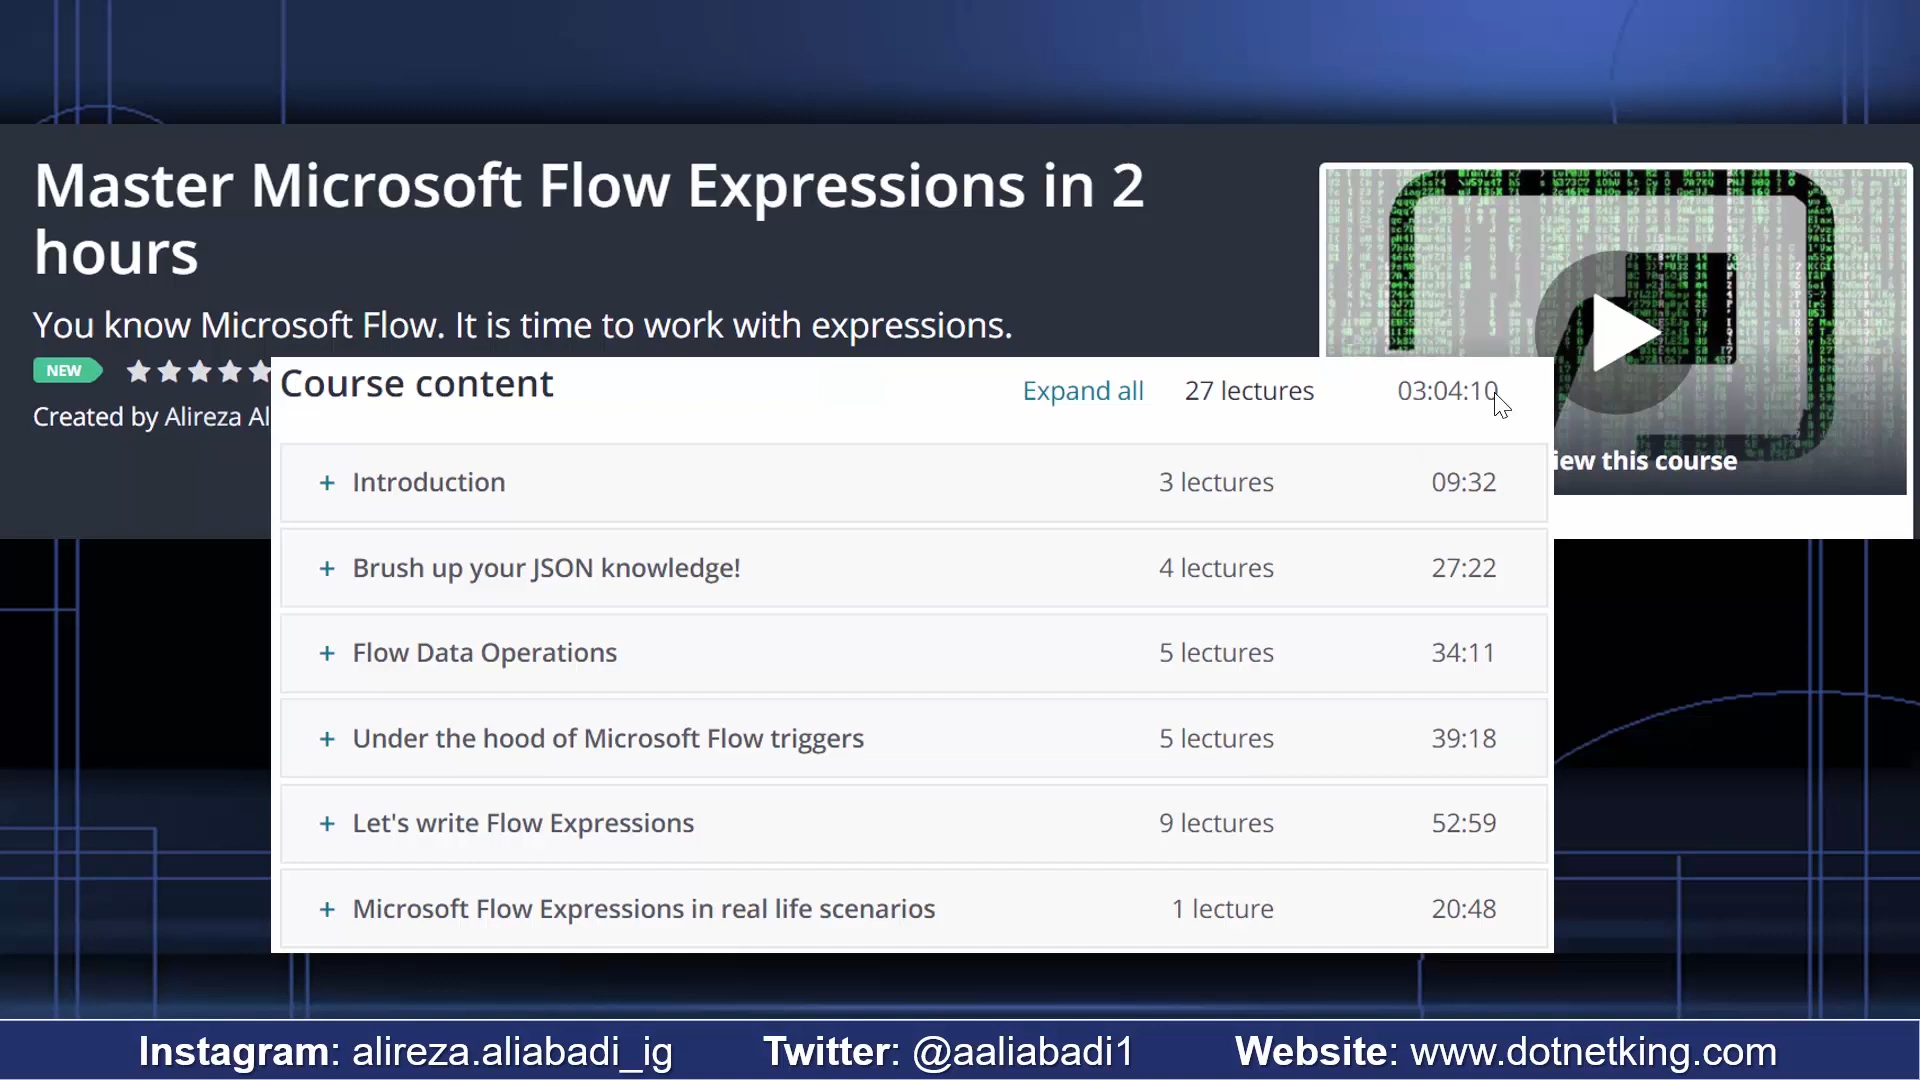 Master Microsoft Flow Expressions in 2
hours
You know Microsoft Flow. It is time to work with expressions.
NEW
Created by Alireza Al
Course content Expand all 27 lectures 03:04:10
+ Introduction 3 lectures 09:32
+ Brush up your JSON knowledge! 4 lectures 27:22
+ Flow Data Operations 5 lectures 34:11
+ Under the hood of Microsoft Flow triggers 5 lectures 39:18
+ Let's write Flow Expressions 9 lectures 52:59
+ Microsoft Flow Expressions in real life scenarios 1 lecture 20:48
iew this course
Instagram: alireza.aliabadi_ig Twitter: @aaliabadi1 Website: www.dotnetking.com